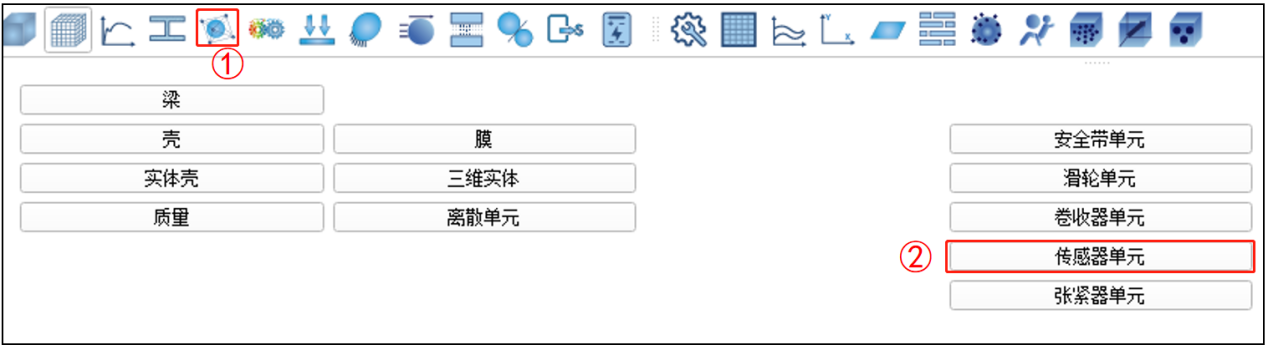 Y
x
S
①
梁
壳 膜 安全带单元
实体壳 三维实体 滑轮单元
质量 离散单元 卷收器单元
② 传感器单元
张紧器单元